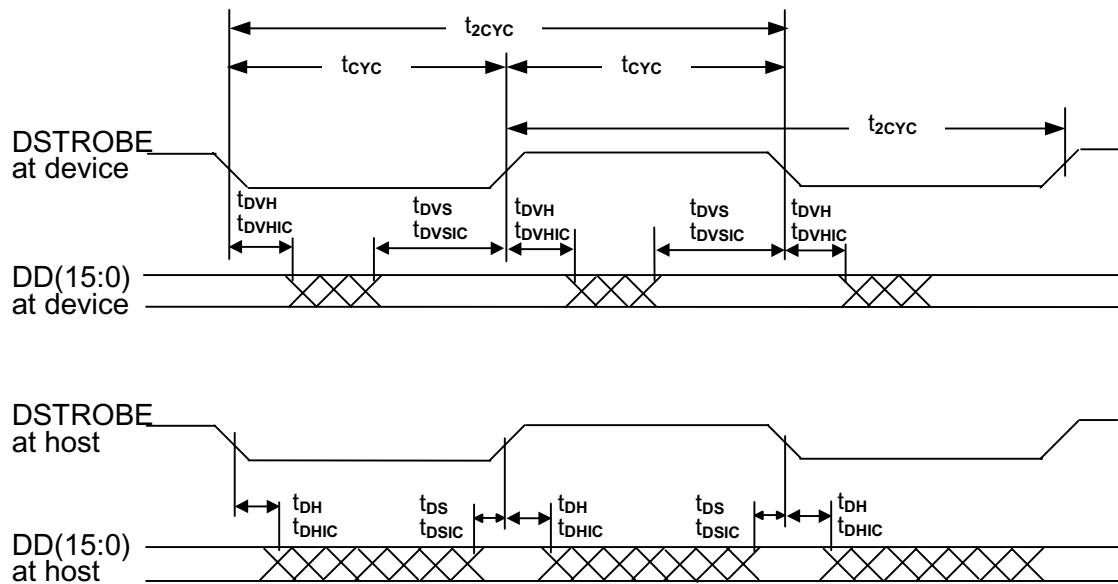 t2CYC
tCYC tCYC
t2CYC
DSTROBE
at device
tDVH tDVS tDVH tDVS tDVH
tDVHIC tDVSIC tDVHIC tDVSIC tDVHIC
DD(15:0)
at device
DSTROBE
at host
tDH tDS tDH tDS tDH
tDHIC tDSIC tDHIC tDSIC tDHIC
DD(15:0)
at host